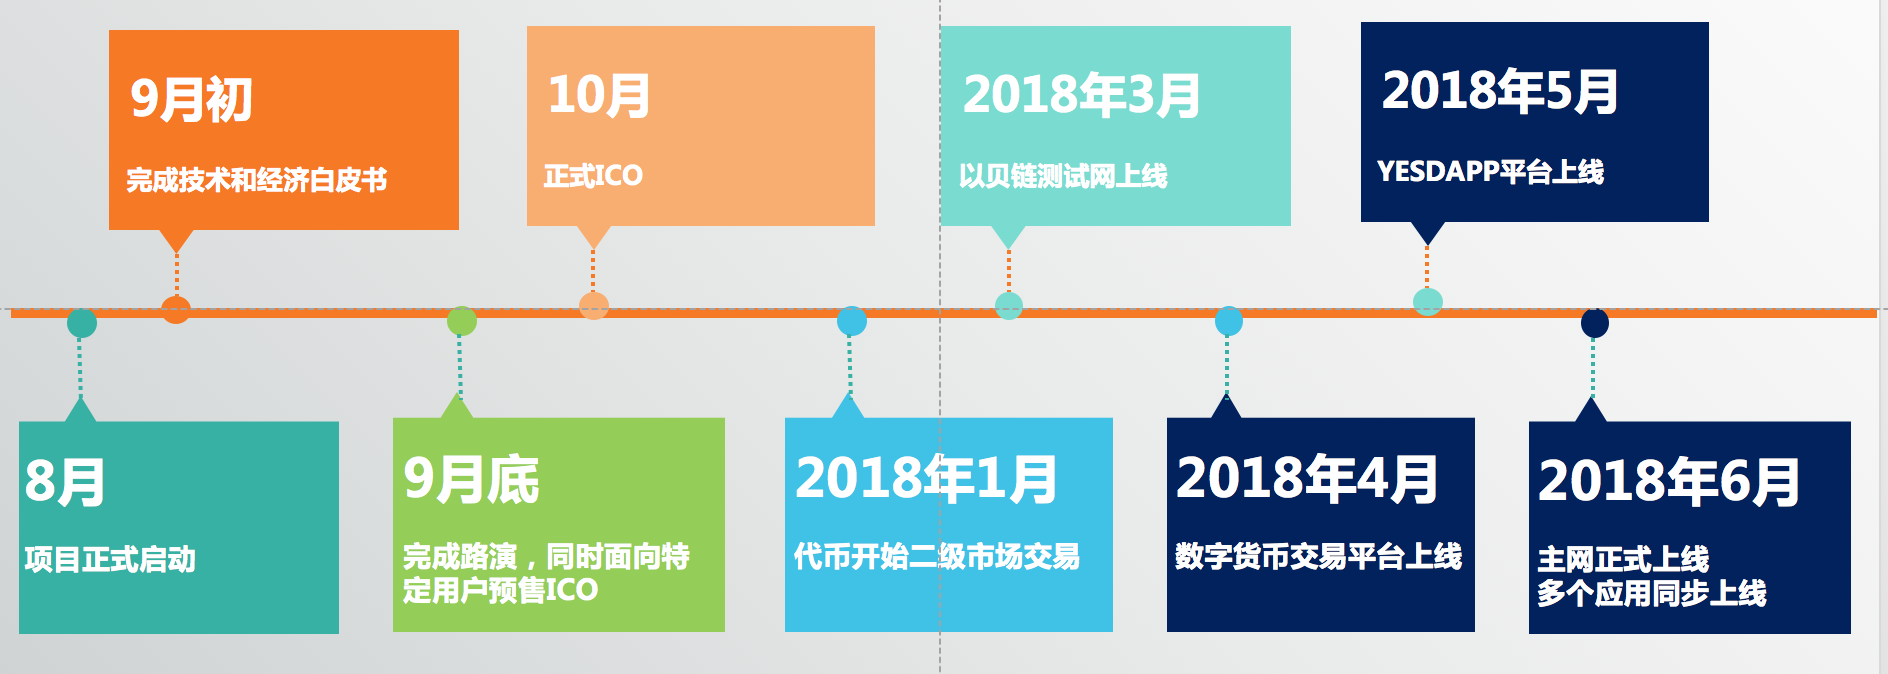 9月初
完成技术和经济白皮书
10月
正式ICO
2018年3月
以贝链测试网上线
2018年5月
YESDAPP平台上线
8月
项目正式启动
9月底
完成路演，同时面向特
定用户预售ICO
2018年1月
代币开始二级市场交易
2018年4月
数字货币交易平台上线
2018年6月
主网正式上线
多个应用同步上线